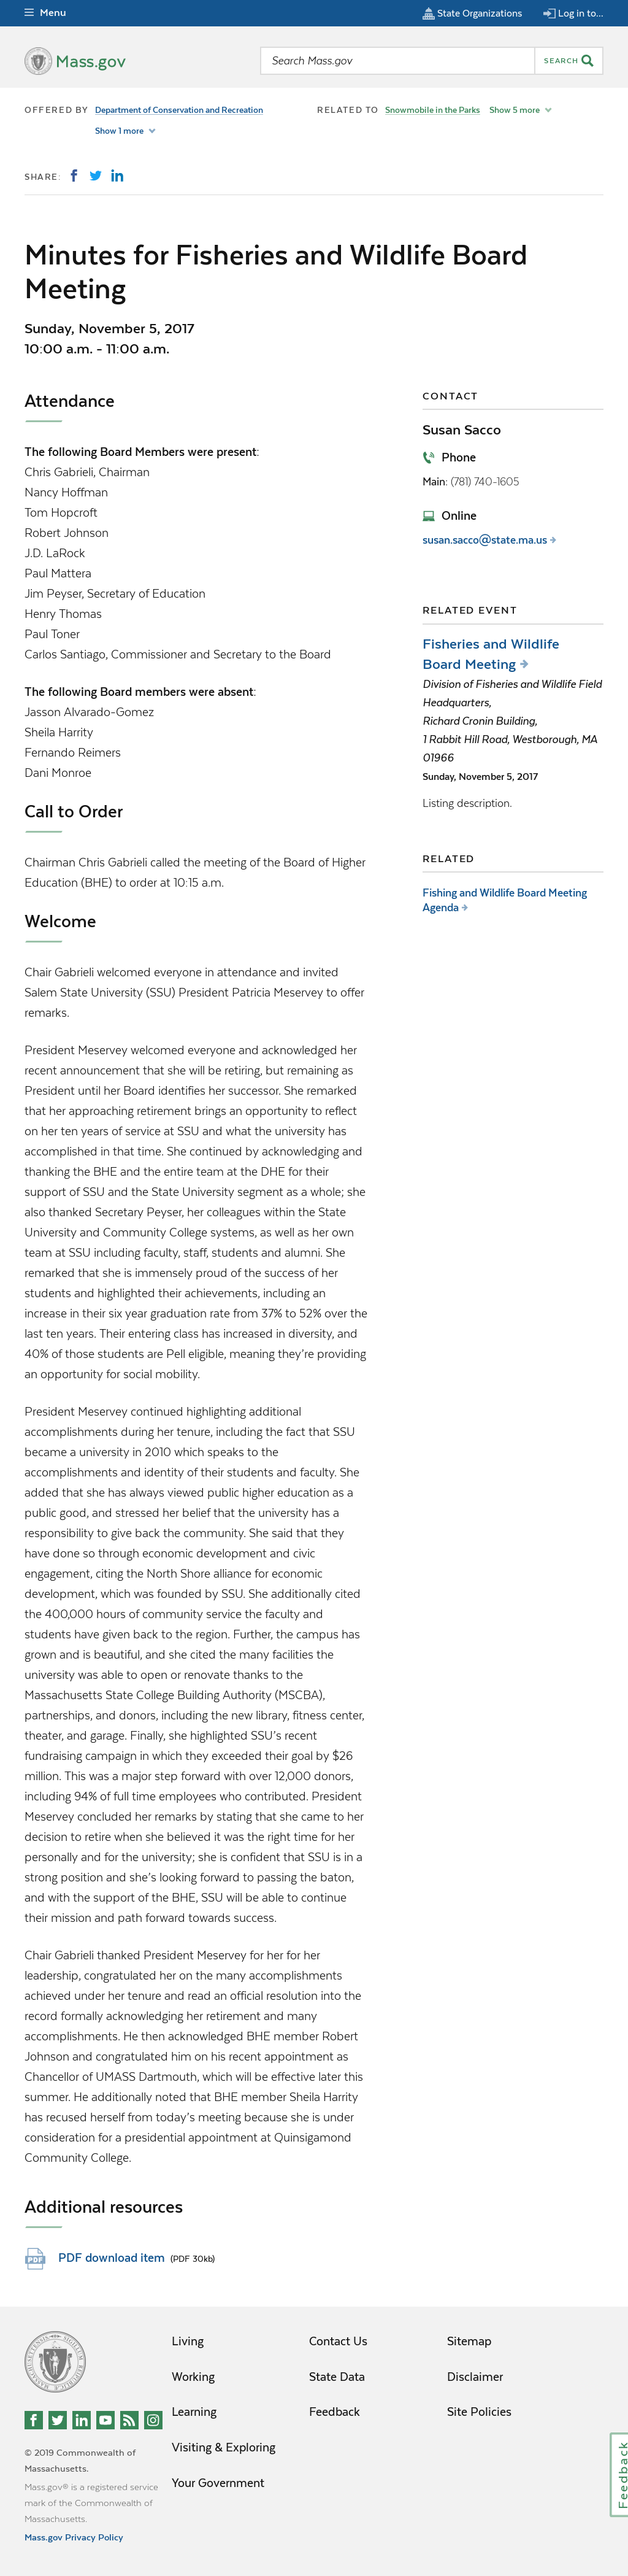 Menu
State Organizations
Log in to...
Mass.gov
Search Mass.gov
SEARCH
OFFERED BY Department of Conservation and Recreation
Show 1 more
RELATED TO Snowmobile in the Parks Show 5 more
SHARE:
Minutes for Fisheries and Wildlife Board
Meeting
Sunday, November 5, 2017
10:00 a.m. - 11:00 a.m.
Attendance
The following Board Members were present:
Chris Gabrieli, Chairman
Nancy Hoffman
Tom Hopcroft
Robert Johnson
J.D. LaRock
Paul Mattera
Jim Peyser, Secretary of Education
Henry Thomas
Paul Toner
Carlos Santiago, Commissioner and Secretary to the Board
The following Board members were absent:
Jasson Alvarado-Gomez
Sheila Harrity
Fernando Reimers
Dani Monroe
Call to Order
Chairman Chris Gabrieli called the meeting of the Board of Higher
Education (BHE) to order at 10:15 a.m.
Welcome
Chair Gabrieli welcomed everyone in attendance and invited
Salem State University (SSU) President Patricia Meservey to offer
remarks.
President Meservey welcomed everyone and acknowledged her
recent announcement that she will be retiring, but remaining as
President until her Board identifies her successor. She remarked
that her approaching retirement brings an opportunity to reflect
on her ten years of service at SSU and what the university has
accomplished in that time. She continued by acknowledging and
thanking the BHE and the entire team at the DHE for their
support of SSU and the State University segment as a whole; she
also thanked Secretary Peyser, her colleagues within the State
University and Community College systems, as well as her own
team at SSU including faculty, staff, students and alumni. She
remarked that she is immensely proud of the success of her
students and highlighted their achievements, including an
increase in their six year graduation rate from 37% to 52% over the
last ten years. Their entering class has increased in diversity, and
40% of those students are Pell eligible, meaning they're providing
an opportunity for social mobility.
President Meservey continued highlighting additional
accomplishments during her tenure, including the fact that SSU
became a university in 2010 which speaks to the
accomplishments and identity of their students and faculty. She
added that she has always viewed public higher education as a
public good, and stressed her belief that the university has a
responsibility to give back the community. She said that they
have done so through economic development and civic
engagement, citing the North Shore alliance for economic
development, which was founded by SSU. She additionally cited
the 400,000 hours of community service the faculty and
students have given back to the region. Further, the campus has
grown and is beautiful, and she cited the many facilities the
university was able to open or renovate thanks to the
Massachusetts State College Building Authority (MSCBA),
partnerships, and donors, including the new library, fitness center,
theater, and garage. Finally, she highlighted SSU's recent
fundraising campaign in which they exceeded their goal by $26
million. This was a major step forward with over 12,000 donors,
including 94% of full time employees who contributed. President
Meservey concluded her remarks by stating that she came to her
decision to retire when she believed it was the right time for her
personally and for the university; she is confident that SSU is in a
strong position and she's looking forward to passing the baton,
and with the support of the BHE, SSU will be able to continue
their mission and path forward towards success.
Chair Gabrieli thanked President Meservey for her for her
leadership, congratulated her on the many accomplishments
achieved under her tenure and read an official resolution into the
record formally acknowledging her retirement and many
accomplishments. He then acknowledged BHE member Robert
Johnson and congratulated him on his recent appointment as
Chancellor of UMASS Dartmouth, which will be effective later this
summer. He additionally noted that BHE member Sheila Harrity
has recused herself from today's meeting because she is under
consideration for a presidential appointment at Quinsigamond
Community College.
Additional resources
PDF
PDF download item (PDF 30kb)
CONTACT
Susan Sacco
Phone
Main: (781) 740-1605
Online
susan.sacco@state.ma.us
RELATED EVENT
Fisheries and Wildlife
Board Meeting
Division of Fisheries and Wildlife Field
Headquarters,
Richard Cronin Building,
1 Rabbit Hill Road, Westborough, MA
01966
Sunday, November 5, 2017
Listing description.
RELATED
Fishing and Wildlife Board Meeting
Agenda
Living
Working
Learning
Visiting & Exploring
Your Government
Contact Us
State Data
Feedback
Sitemap
Disclaimer
Site Policies
© 2019 Commonwealth of
Massachusetts.
Mass.gov® is a registered service
mark of the Commonwealth of
Massachusetts.
Mass.gov Privacy Policy
Feedback